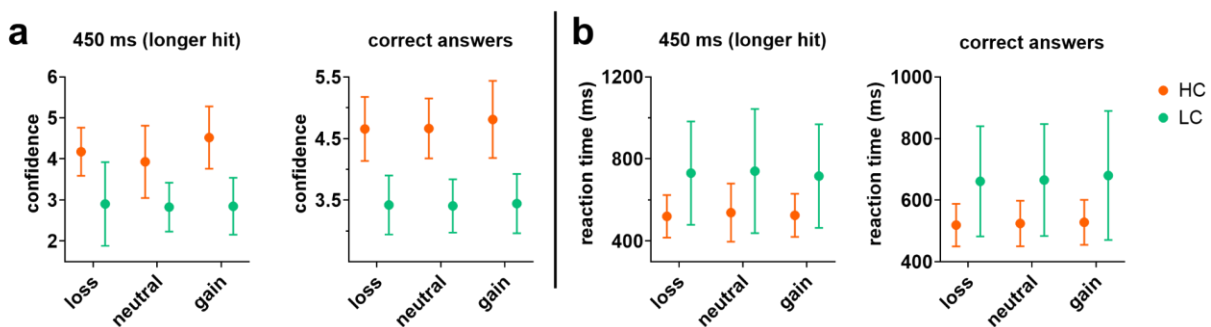 a
450 ms (longer hit)
confidence
6
5
4
3
2
loss
neutral
gain
correct answers
confidence
5.5
4.5
3.5
loss
neutral
gain
b
450 ms (longer hit)
reaction time (ms)
1200
800
400
loss
neutral
gain
correct answers
reaction time (ms)
1000
800
600
400
loss
neutral
gain
HC
LC